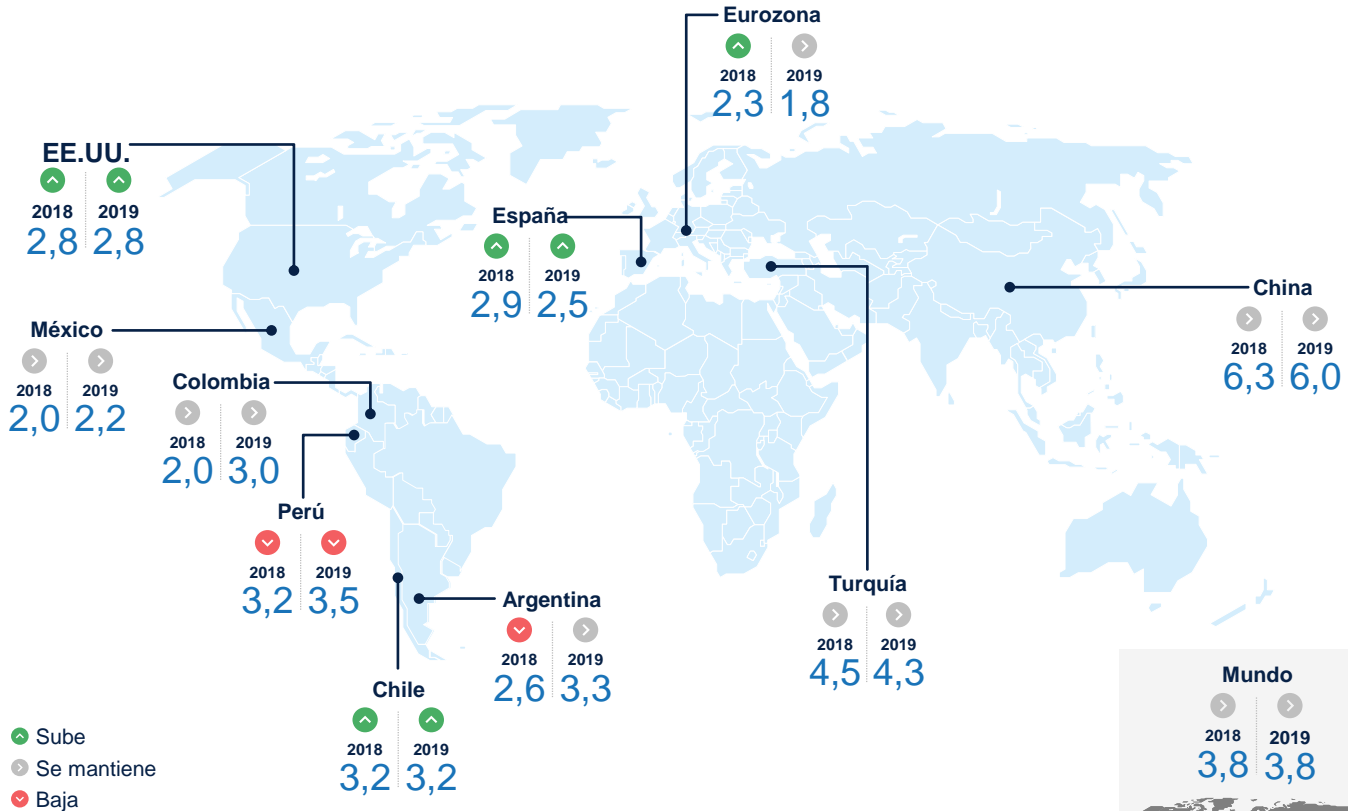 Eurozona
2018 2019
2,3 1,8
EE.UU.
2018 2019
2,8 2,8
España
2018 2019
2,9 2,5
China
2018 2019
6,3 6,0
México
2018 2019
2,0 2,2
Colombia
2018 2019
2,0 3,0
Perú
2018 2019
3,2 3,5
Turquía
2018 2019
4,5 4,3
Argentina
2018 2019
2,6 3,3
Chile
2018 2019
3,2 3,2
Mundo
2018 2019
3,8 3,8
Sube
Se mantiene
Baja